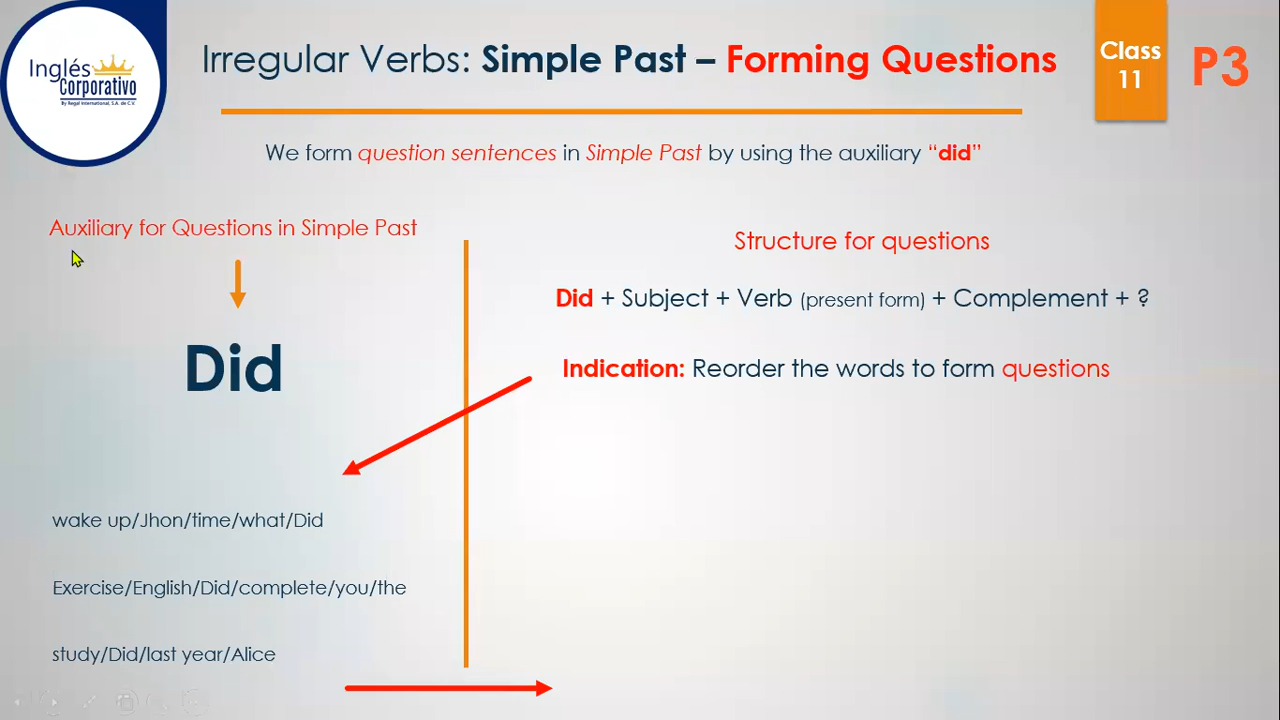 Inglés
Corporativo
By Regal International, S.A. de C.V.
Irregular Verbs: Simple Past – Forming Questions
Class
11
P3
We form question sentences in Simple Past by using the auxiliary “did”
Auxiliary for Questions in Simple Past
Did
wake up/Jhon/time/what/Did
Exercise/English/Did/complete/you/the
study/Did/last year/Alice
Structure for questions
Did + Subject + Verb (present form) + Complement + ?
Indication: Reorder the words to form questions